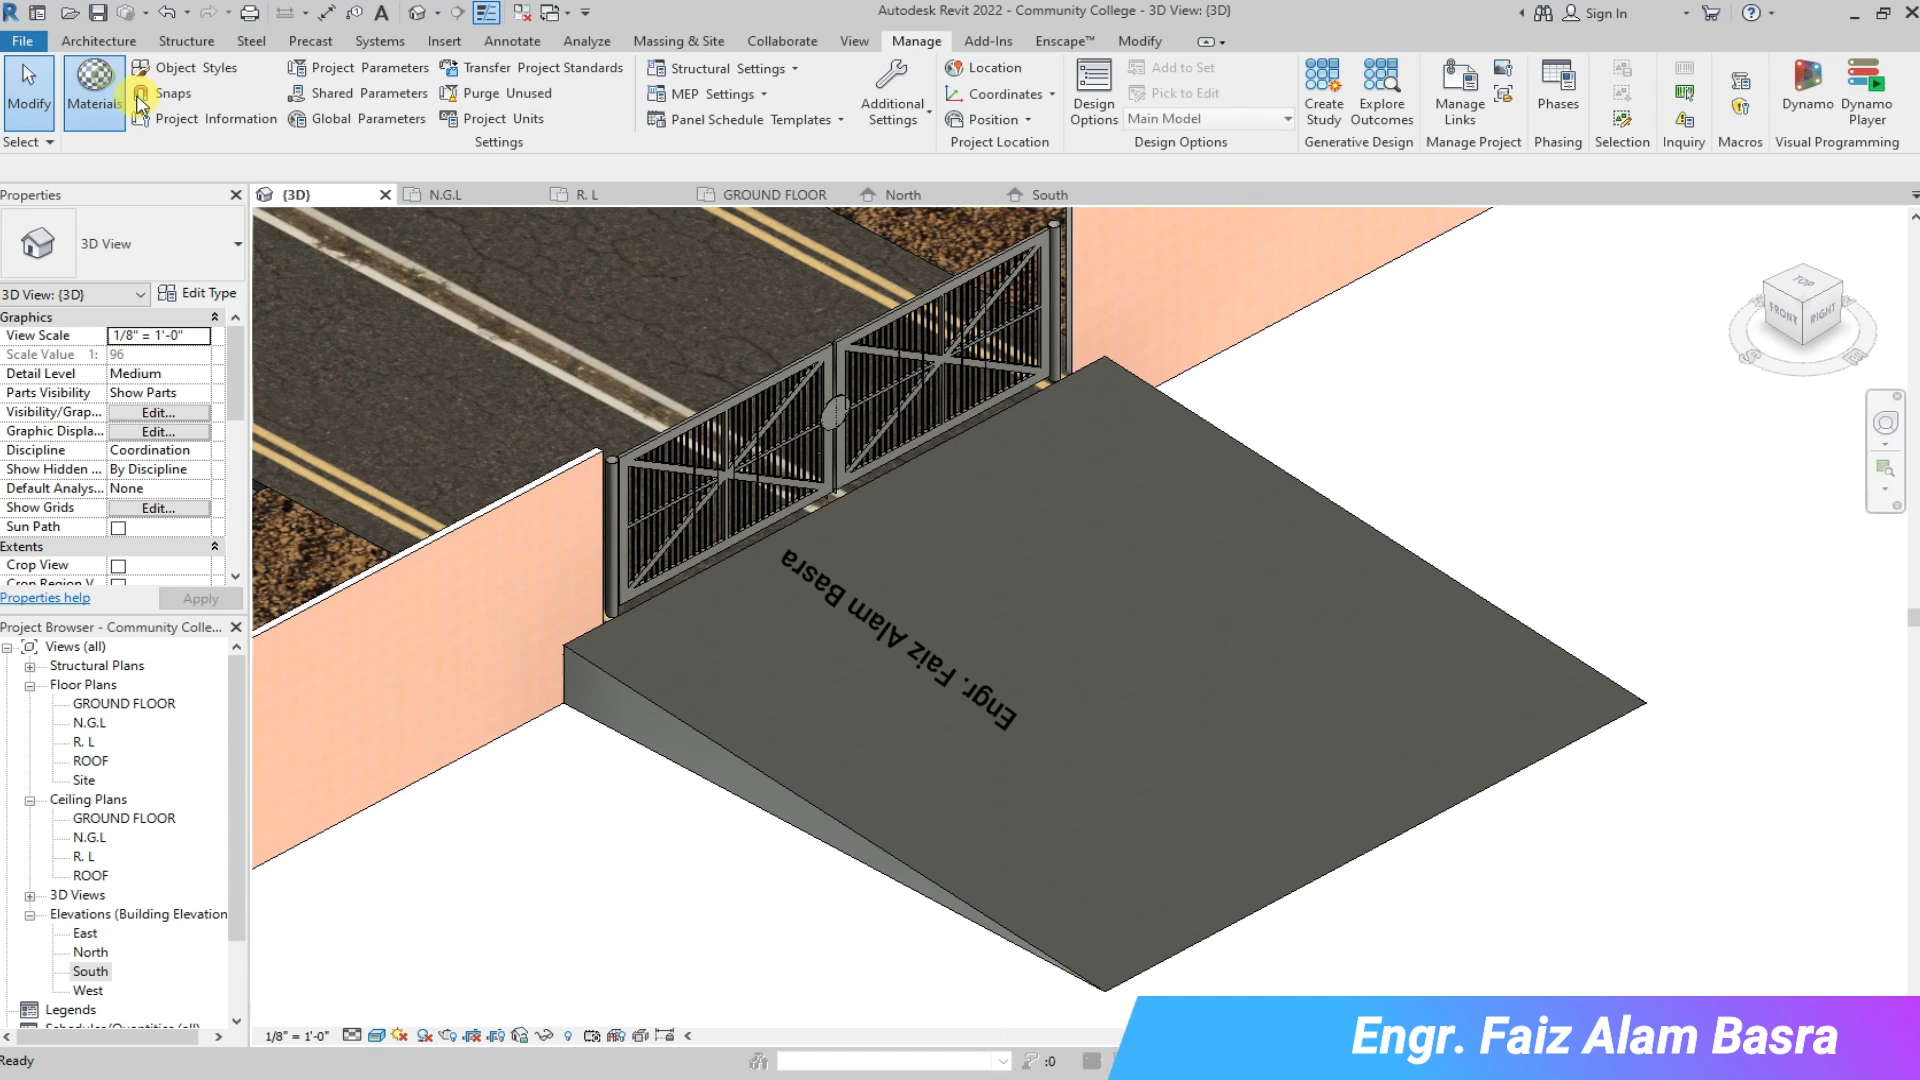 Autodesk Revit 2022 - Community College - 3D View: {3D}
Sign In
File Architecture Structure Steel Precast Systems Insert Annotate Analyze Massing & Site Collaborate View Manage Add-Ins Enscape™ Modify
Modify
Materials
Object Styles
Snaps
Project Information
Project Parameters
Shared Parameters
Global Parameters
Transfer Project Standards
Purge Unused
Project Units
Structural Settings
MEP Settings
Panel Schedule Templates
Additional Settings
Location
Coordinates
Position
Design Options
Add to Set
Pick to Edit
Main Model
Create Study
Explore Outcomes
Manage Links
Phases
Dynamo
Dynamo Player
Select
Settings
Project Location
Design Options
Generative Design
Manage Project
Phasing
Selection
Inquiry
Macros
Visual Programming
Properties
{3D}
N.G.L
R. L
GROUND FLOOR
North
South
3D View
3D View: {3D}
Edit Type
Graphics
View Scale 1/8" = 1'-0"
Scale Value 1: 96
Detail Level Medium
Parts Visibility Show Parts
Visibility/Grap... Edit...
Graphic Displa... Edit...
Discipline Coordination
Show Hidden ... By Discipline
Default Analys... None
Show Grids Edit...
Sun Path
Extents
Crop View
Properties help
Apply
Project Browser - Community Colle...
Views (all)
Structural Plans
Floor Plans
GROUND FLOOR
N.G.L
R. L
ROOF
Site
Ceiling Plans
GROUND FLOOR
N.G.L
R. L
ROOF
3D Views
Elevations (Building Elevation
East
North
South
West
Legends
TOP
FRONT
RIGHT
Engr. Faiz Alam Basra
1/8" = 1'-0"
Ready
:0
Engr. Faiz Alam Basra